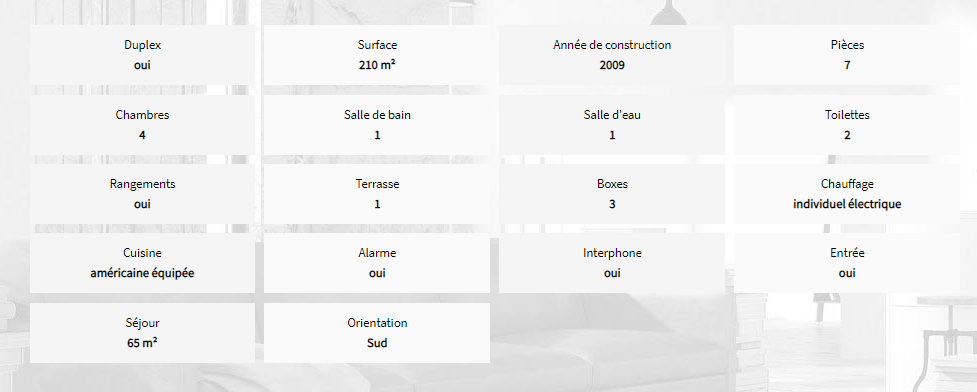 Duplex
oui
Surface
210 m²
Année de construction
2009
Pièces
7
Chambres
4
Salle de bain
1
Salle d'eau
1
Toilettes
2
Rangements
oui
Terrasse
1
Boxes
3
Chauffage
individuel électrique
Cuisine
américaine équipée
Alarme
oui
Interphone
oui
Entrée
oui
Séjour
65 m²
Orientation
Sud